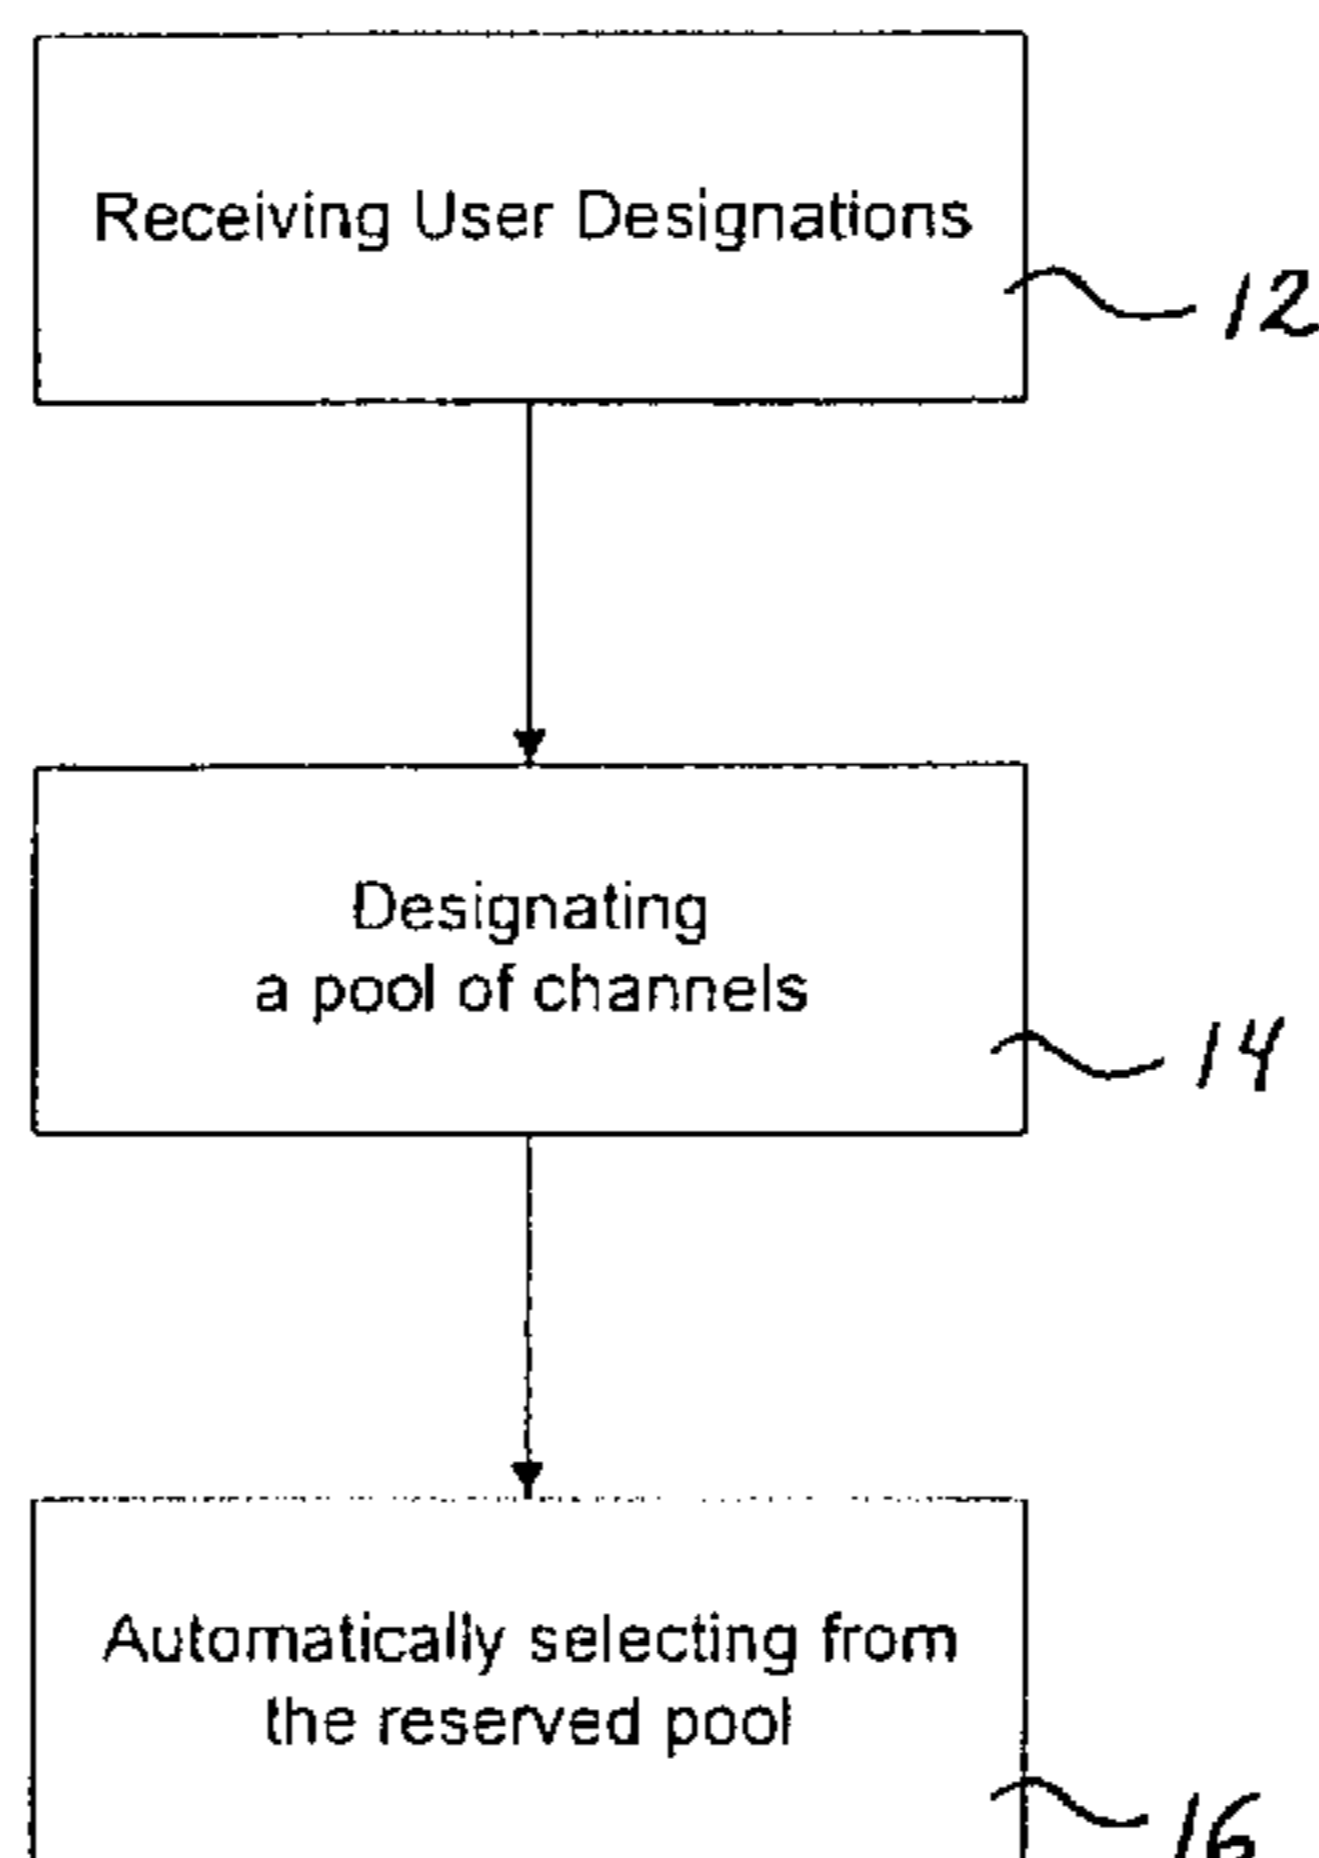 Receiving User Designations
12
Designating
a pool of channels
14
Automatically selecting from
the reserved pool
16